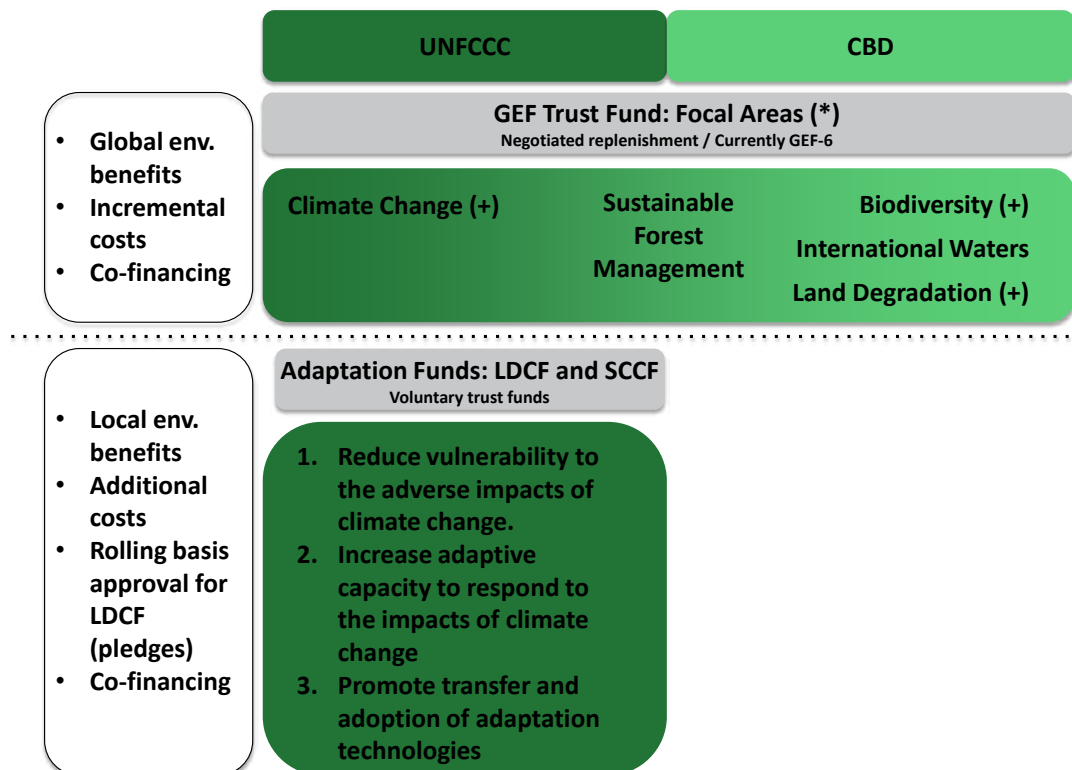 UNFCCC
CBD
GEF Trust Fund: Focal Areas (*)
Negotiated replenishment / Currently GEF-6
• Global env.
benefits
• Incremental
costs
• Co-financing
Climate Change (+)
Sustainable
Forest
Management
Biodiversity (+)
International Waters
Land Degradation (+)
Adaptation Funds: LDCF and SCCF
Voluntary trust funds
• Local env.
benefits
• Additional
costs
• Rolling basis
approval for
LDCF
(pledges)
• Co-financing
1. Reduce vulnerability to
the adverse impacts of
climate change.
2. Increase adaptive
capacity to respond to
the impacts of climate
change
3. Promote transfer and
adoption of adaptation
technologies